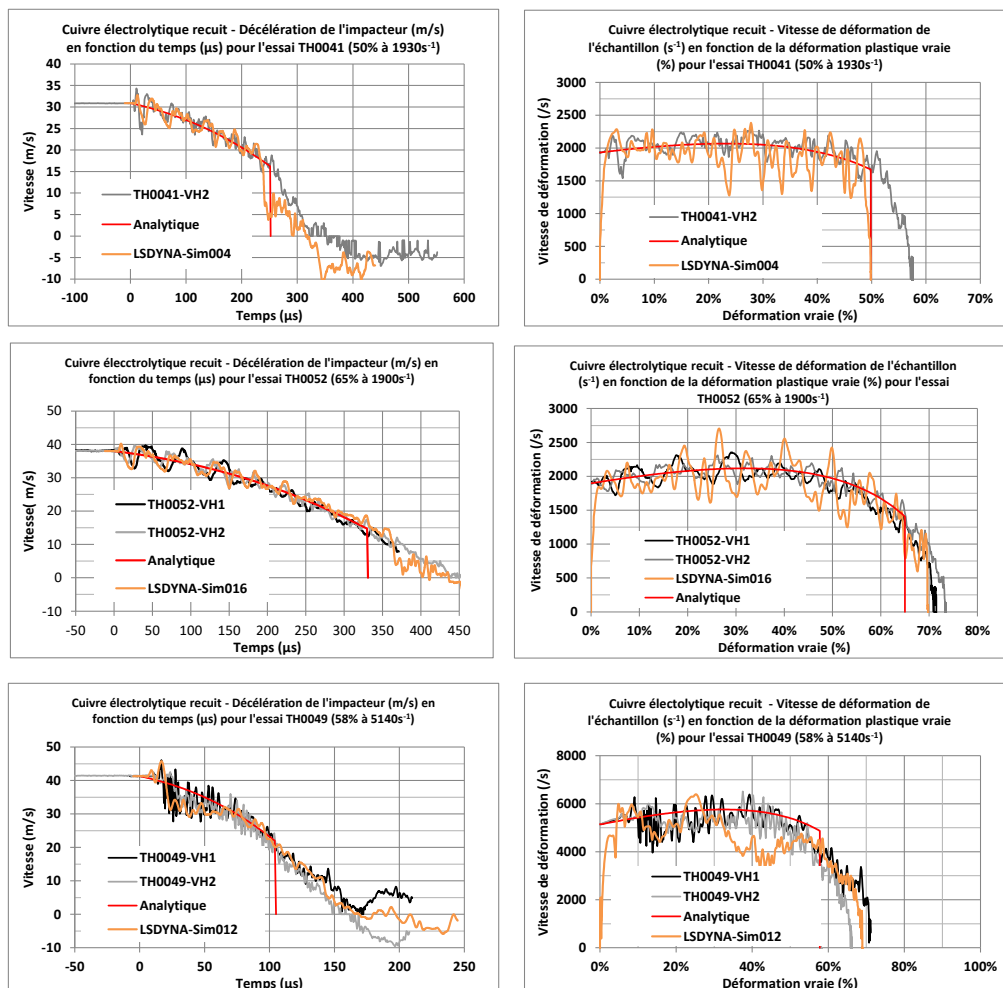 Cuivre électrolytique recuit - Décélération de l'impacteur (m/s)
en fonction du temps (µs) pour l'essai TH0041 (50% à 1930s-1)
40
35
30
25
20
15
10
5
0
-5
-10
Vitesse (m/s)
TH0041-VH2
Analytique
LSDYNA-Sim004
-100 0 100 200 300 400 500 600
Temps (µs)
Cuivre électrolytique recuit - Vitesse de déformation de
l'échantillon (s-1) en fonction de la déformation plastique vraie
(%) pour l'essai TH0041 (50% à 1930s-1)
3000
2500
2000
1500
1000
500
0
Vitesse de déformation (/s)
TH0041-VH2
Analytique
LSDYNA-Sim004
0% 10% 20% 30% 40% 50% 60% 70%
Déformation vraie (%)
Cuivre élecctrolytique recuit - Décélération de l'impacteur (m/s) en
fonction du temps (µs) pour l'essai TH0052 (65% à 1900s-1)
50
40
30
20
10
0
-10
Vitesse( m/s)
TH0052-VH1
TH0052-VH2
Analytique
LSDYNA-Sim016
-50 0 50 100 150 200 250 300 350 400 450
Temps (µs)
Cuivre électrolytique recuit - Vitesse de déformation de l'échantillon
(s-1) en fonction de la déformation plastique vraie (%) pour l'essai
TH0052 (65% à 1900s-1)
3000
2500
2000
1500
1000
500
0
Vitesse de déformation (/s)
TH0052-VH1
TH0052-VH2
LSDYNA-Sim016
Analytique
0% 10% 20% 30% 40% 50% 60% 70% 80%
Déformation vraie (%)
Cuivre électrolytique recuit - Décélération de l'impacteur (m/s) en
fonction du temps (µs) pour l'essai TH0049 (58% à 5140s-1)
50
40
30
20
10
0
-10
Vitesse (m/s)
TH0049-VH1
TH0049-VH2
Analytique
LSDYNA-Sim012
-50 0 50 100 150 200 250
Temps (µs)
Cuivre électolytique recuit - Vitesse de déformation de
l'échantillon (s-1) en fonction de la déformation plastique vraie
(%) pour l'essai TH0049 (58% à 5140s-1)
8000
6000
4000
2000
0
Vitesse de déformation (/s)
TH0049-VH1
TH0049-VH2
Analytique
LSDYNA-Sim012
0% 20% 40% 60% 80% 100%
Déformation vraie (%)